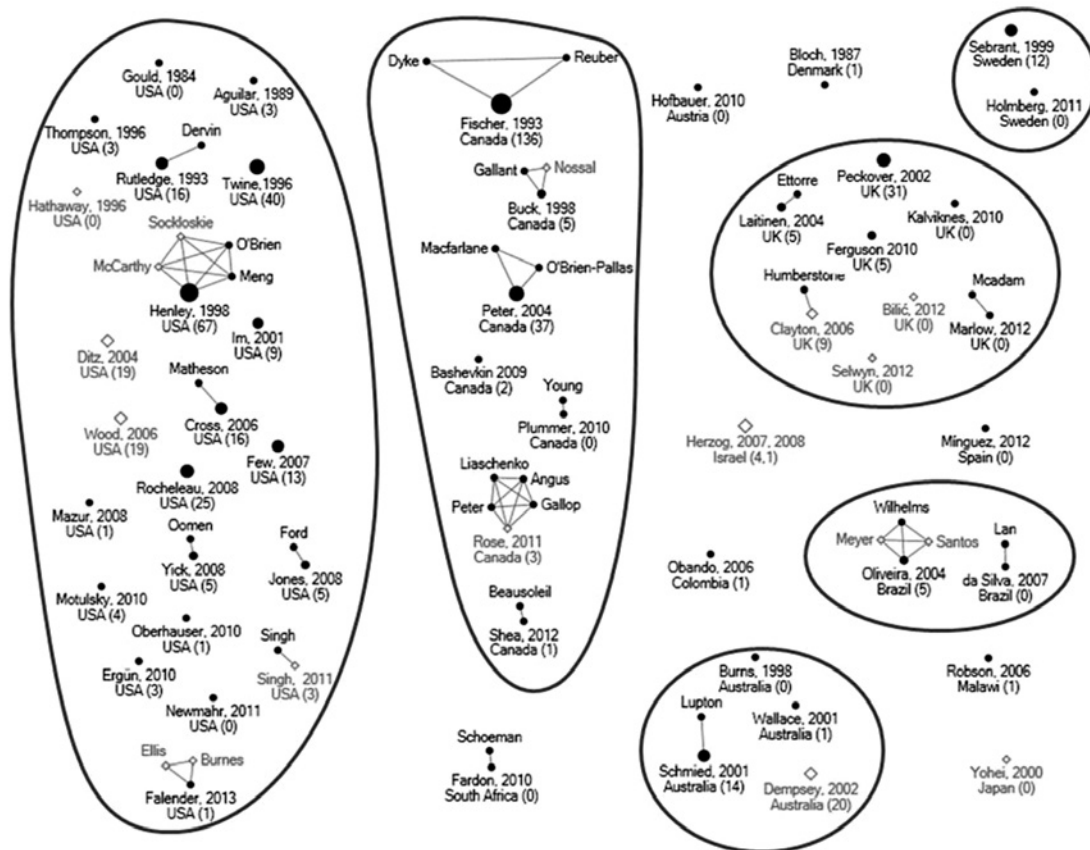 Gould, 1984
USA (0)
Aguilar, 1989
USA (3)
Thompson, 1996
USA (3)
Dervin
Rutledge, 1993
USA (16)
Twine, 1996
USA (40)
Hathaway, 1996
USA (0)
Sockloskie
O'Brien
McCarthy
Meng
Henley, 1998
USA (67)
Im, 2001
USA (9)
Ditz, 2004
USA (19)
Matheson
Cross, 2006
USA (16)
Wood, 2006
USA (19)
Few, 2007
USA (13)
Rocheleau, 2008
USA (25)
Mazur, 2008
USA (1)
Oomen
Yick, 2008
USA (5)
Ford
Jones, 2008
USA (5)
Motulsky, 2010
USA (4)
Oberhauser, 2010
USA (1)
Singh
Singh, 2011
USA (3)
Ergün, 2010
USA (3)
Newmahr, 2011
USA (0)
Ellis
Burnes
Falender, 2013
USA (1)
Dyke
Reuber
Fischer, 1993
Canada (136)
Gallant
Nossal
Buck, 1998
Canada (5)
Macfarlane
O'Brien-Pallas
Peter, 2004
Canada (37)
Bashevkin 2009
Canada (2)
Young
Plummer, 2010
Canada (0)
Liaschenko
Angus
Peter
Gallop
Rose, 2011
Canada (3)
Beausoleil
Shea, 2012
Canada (1)
Schoeman
Fardon, 2010
South Africa (0)
Hofbauer, 2010
Austria (0)
Bloch, 1987
Denmark (1)
Sebrant, 1999
Sweden (12)
Holmberg, 2011
Sweden (0)
Peckover, 2002
UK (31)
Ettorre
Laitinen, 2004
UK (5)
Kalviknes, 2010
UK (0)
Ferguson 2010
UK (5)
Humberstone
Clayton, 2006
UK (9)
Bilić, 2012
UK (0)
Mcadam
Marlow, 2012
UK (0)
Selwyn, 2012
UK (0)
Herzog, 2007, 2008
Israel (4,1)
Minguez, 2012
Spain (0)
Wilhelms
Meyer
Santos
Oliveira, 2004
Brazil (5)
Lan
da Silva, 2007
Brazil (0)
Obando, 2006
Colombia (1)
Burns, 1998
Australia (0)
Lupton
Wallace, 2001
Australia (1)
Schmied, 2001
Australia (14)
Dempsey, 2002
Australia (20)
Robson, 2006
Malawi (1)
Yohei, 2000
Japan (0)